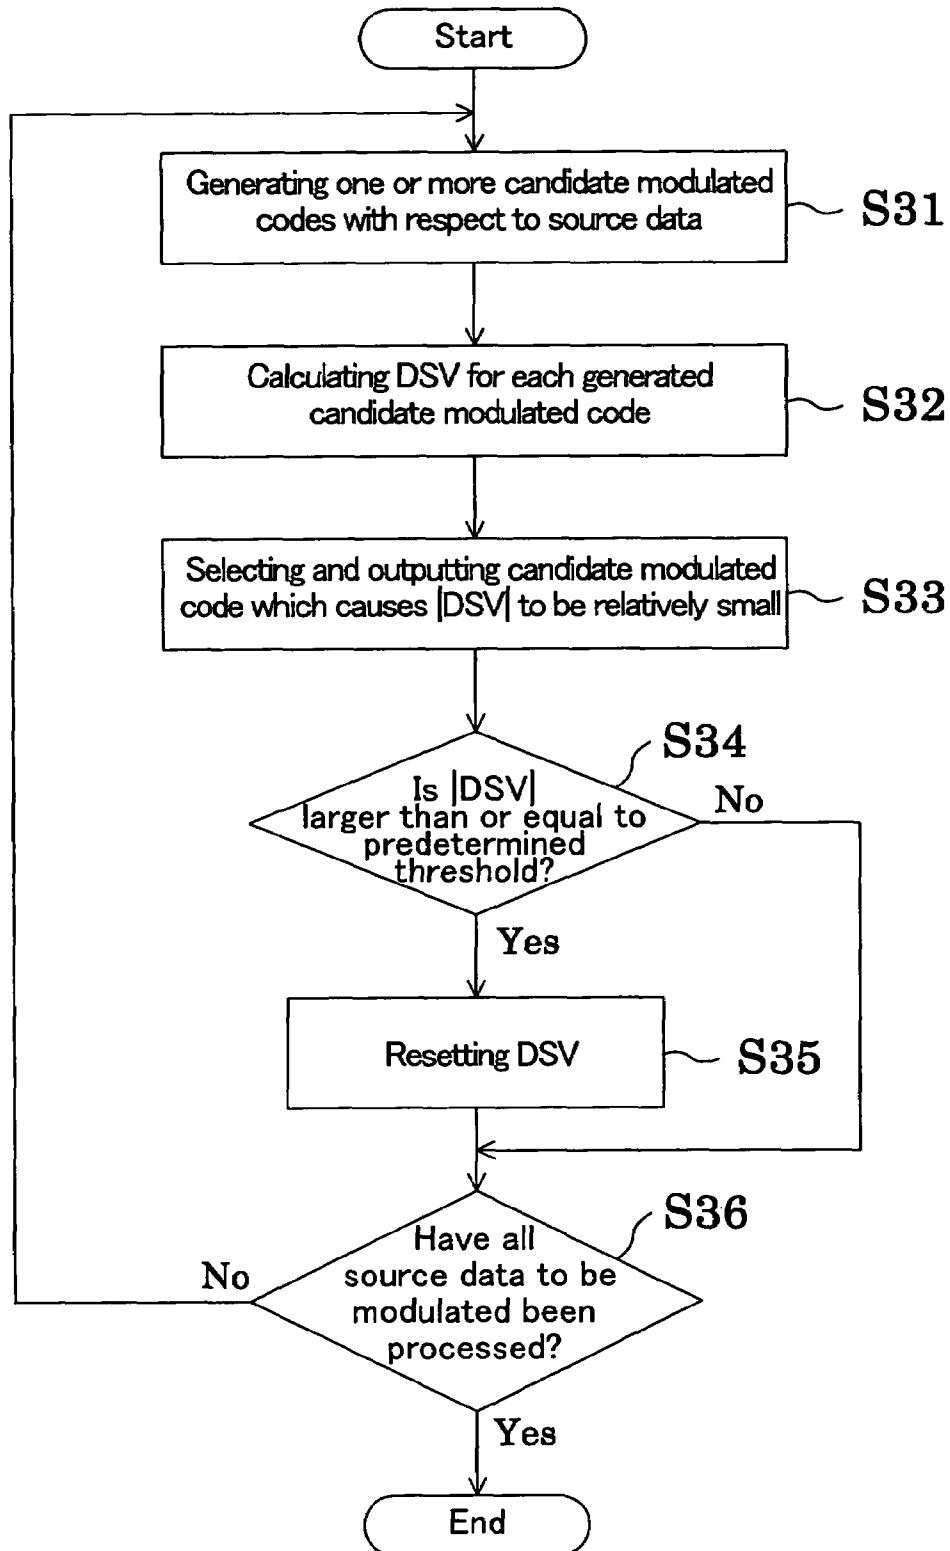 Start
Generating one or more candidate modulated
codes with respect to source data
S31
Calculating DSV for each generated
candidate modulated code
S32
Selecting and outputting candidate modulated
code which causes |DSV| to be relatively small
S33
S34
Is |DSV|
larger than or equal to
predetermined
threshold?
No
Yes
Resetting DSV
S35
S36
Have all
source data to be
modulated been
processed?
No
Yes
End